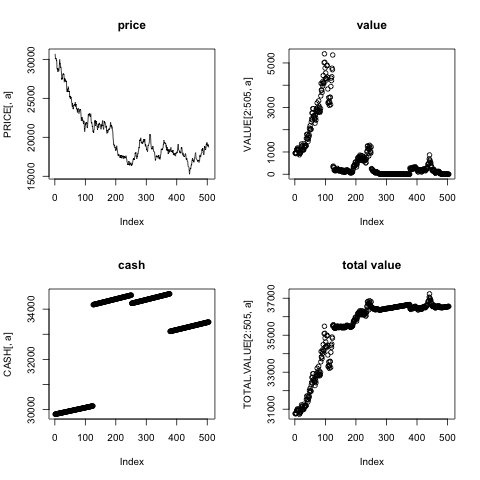 price
PRICE[, a]
15000 20000 25000 30000
0 100 200 300 400 500
Index
value
VALUE[2:505, a]
0 1000 3000 5000
0 100 200 300 400 500
Index
cash
CASH[, a]
30000 32000 34000
0 100 200 300 400 500
Index
total value
TOTAL.VALUE[2:505, a]
31000 33000 35000 37000
0 100 200 300 400 500
Index